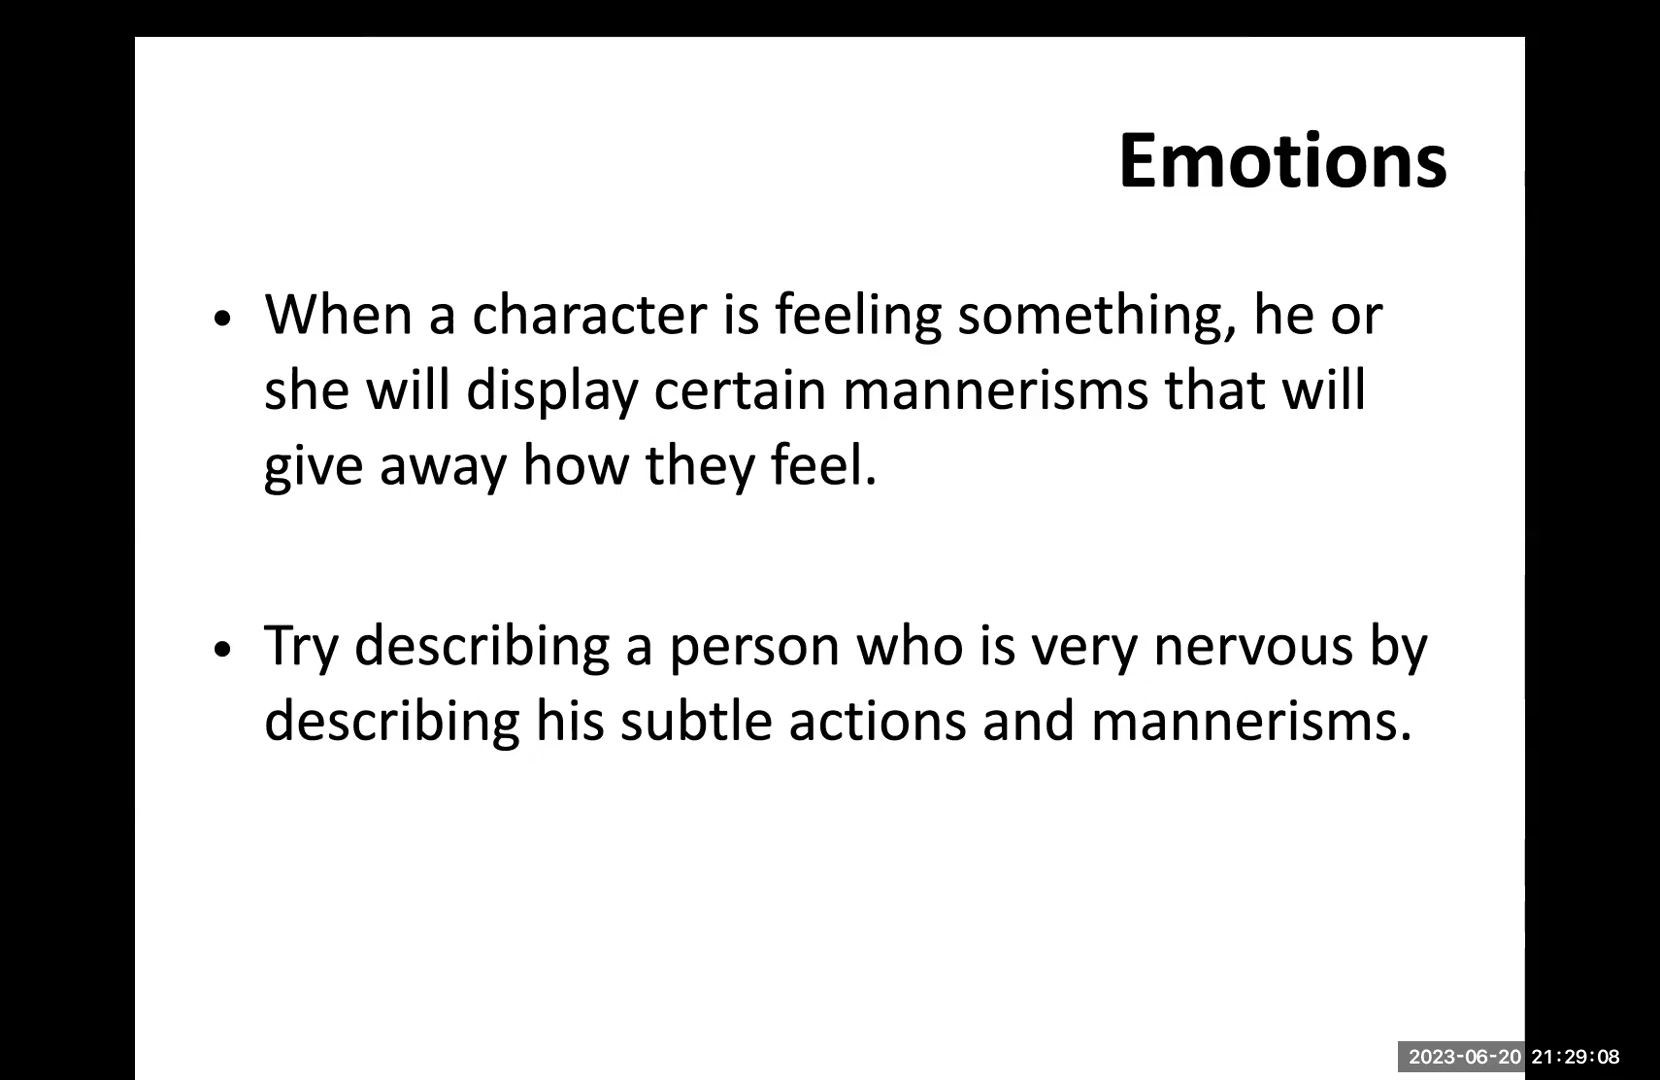 Emotions
• When a character is feeling something, he or
she will display certain mannerisms that will
give away how they feel.
• Try describing a person who is very nervous by
describing his subtle actions and mannerisms.
2023-06-20 21:29:08